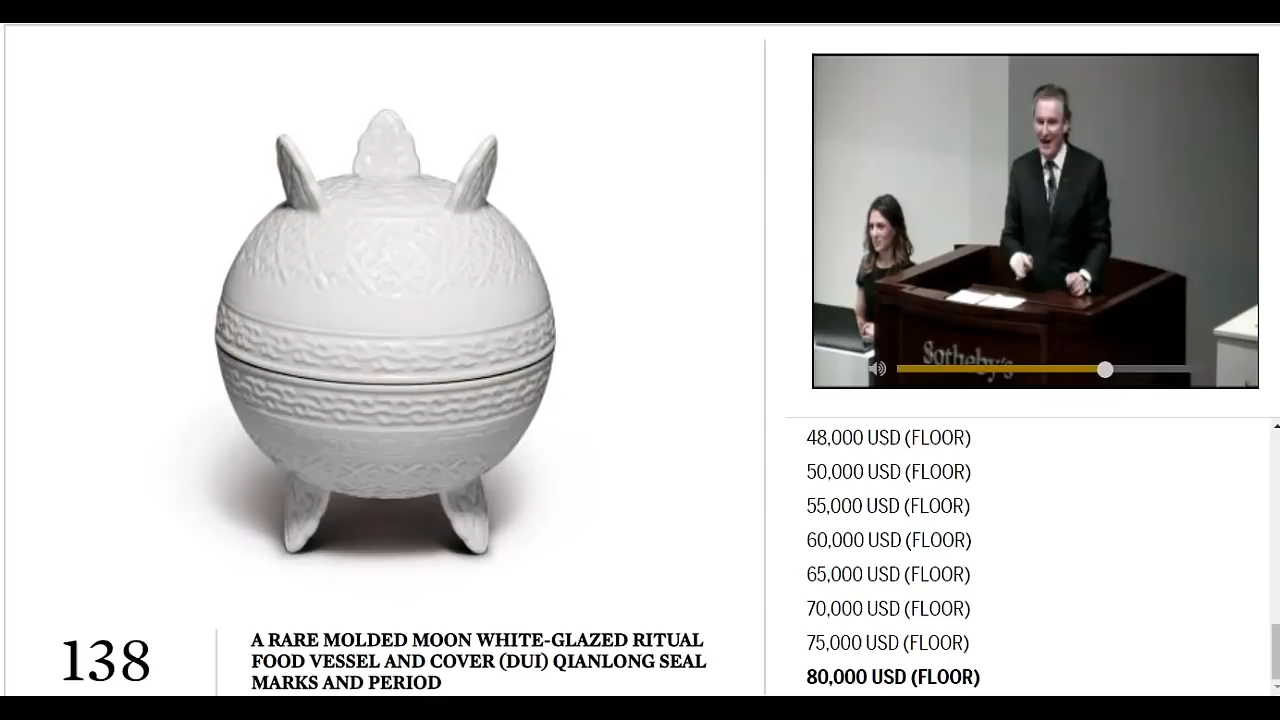 138
A RARE MOLDED MOON WHITE-GLAZED RITUAL
FOOD VESSEL AND COVER (DUI) QIANLONG SEAL
MARKS AND PERIOD
Sotheby's
48,000 USD (FLOOR)
50,000 USD (FLOOR)
55,000 USD (FLOOR)
60,000 USD (FLOOR)
65,000 USD (FLOOR)
70,000 USD (FLOOR)
75,000 USD (FLOOR)
80,000 USD (FLOOR)